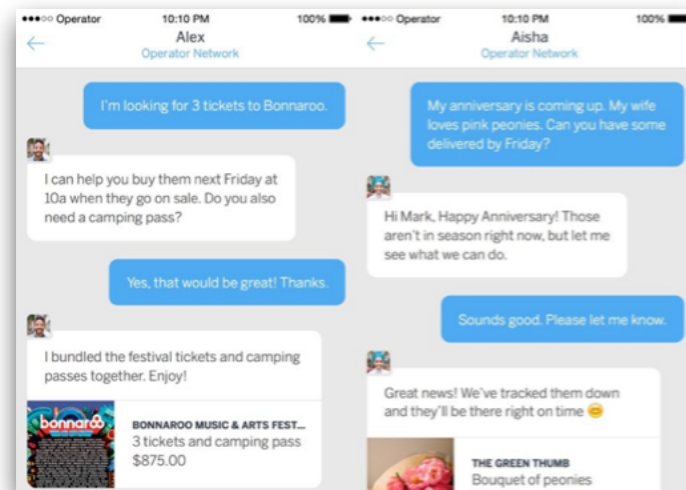 Operator
10:10 PM
100%
Alex
Operator Network
I'm looking for 3 tickets to Bonnaroo.
I can help you buy them next Friday at
10a when they go on sale. Do you also
need a camping pass?
Yes, that would be great! Thanks.
I bundled the festival tickets and camping
passes together. Enjoy!
bonnaroo
BONNAROO MUSIC & ARTS FEST...
3 tickets and camping pass
$875.00
Operator
10:10 PM
100%
Aisha
Operator Network
My anniversary is coming up. My wife
loves pink peonies. Can you have some
delivered by Friday?
Hi Mark, Happy Anniversary! Those
aren't in season right now, but let me
see what we can do.
Sounds good. Please let me know.
Great news! We've tracked them down
and they'll be there right on time 😊
THE GREEN THUMB
Bouquet of peonies